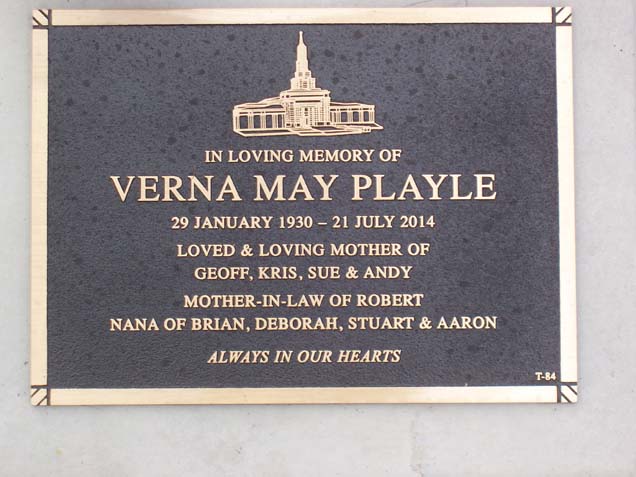 IN LOVING MEMORY OF
VERNA MAY PLAYLE
29 JANUARY 1930 – 21 JULY 2014
LOVED & LOVING MOTHER OF
GEOFF, KRIS, SUE & ANDY
MOTHER-IN-LAW OF ROBERT
NANA OF BRIAN, DEBORAH, STUART & AARON
ALWAYS IN OUR HEARTS
T-84